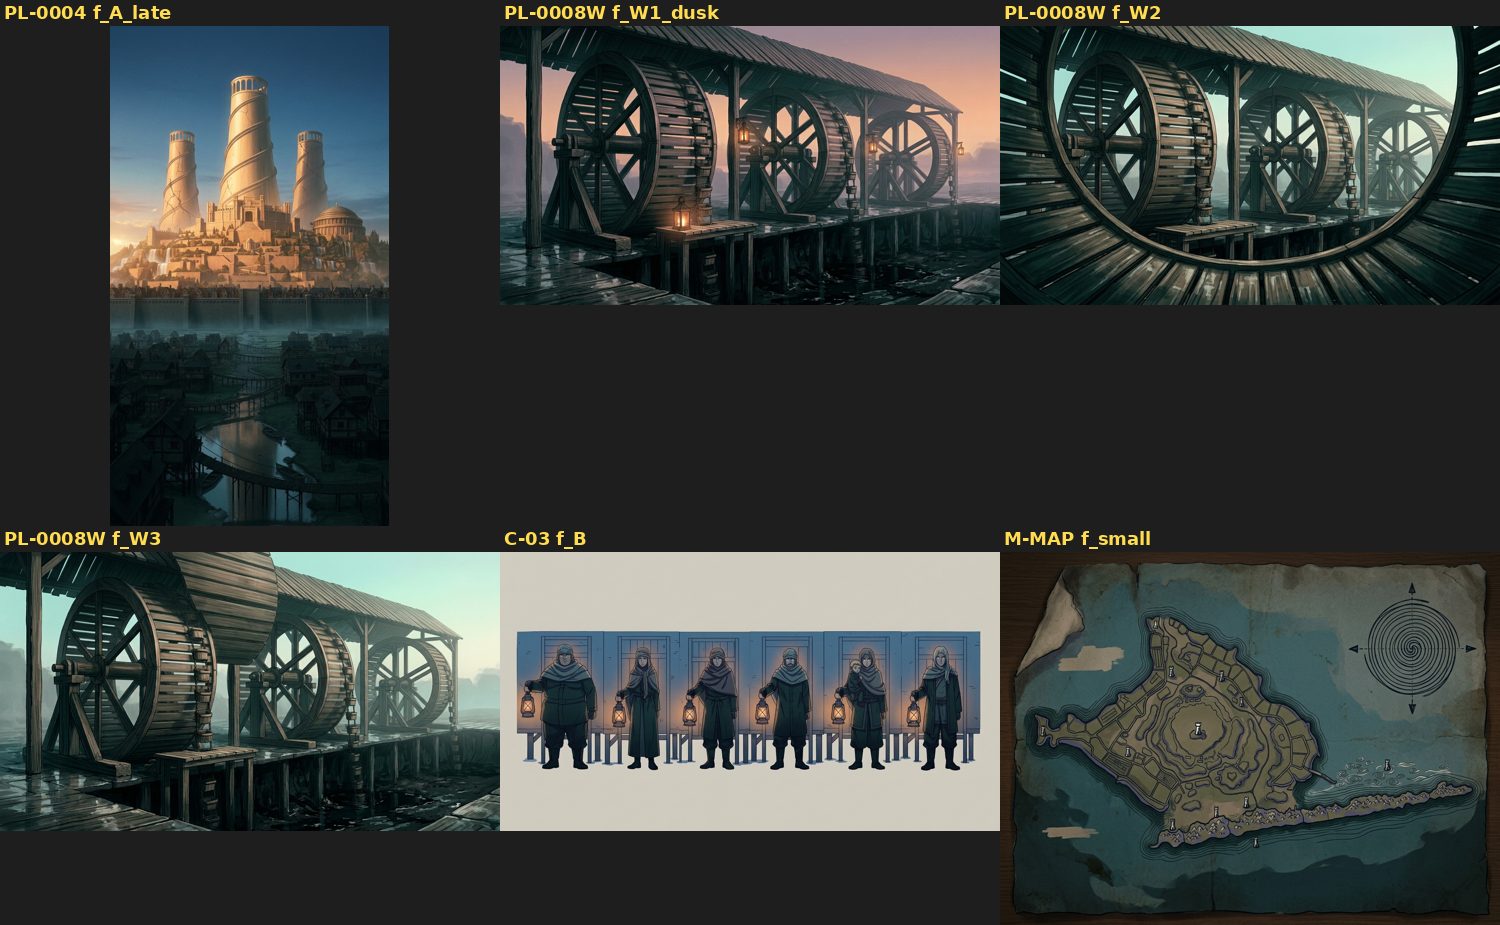 PL-0004 f_A_late
PL-0008W f_W1_dusk
PL-0008W f_W2
PL-0008W f_W3
C-03 f_B
M-MAP f_small